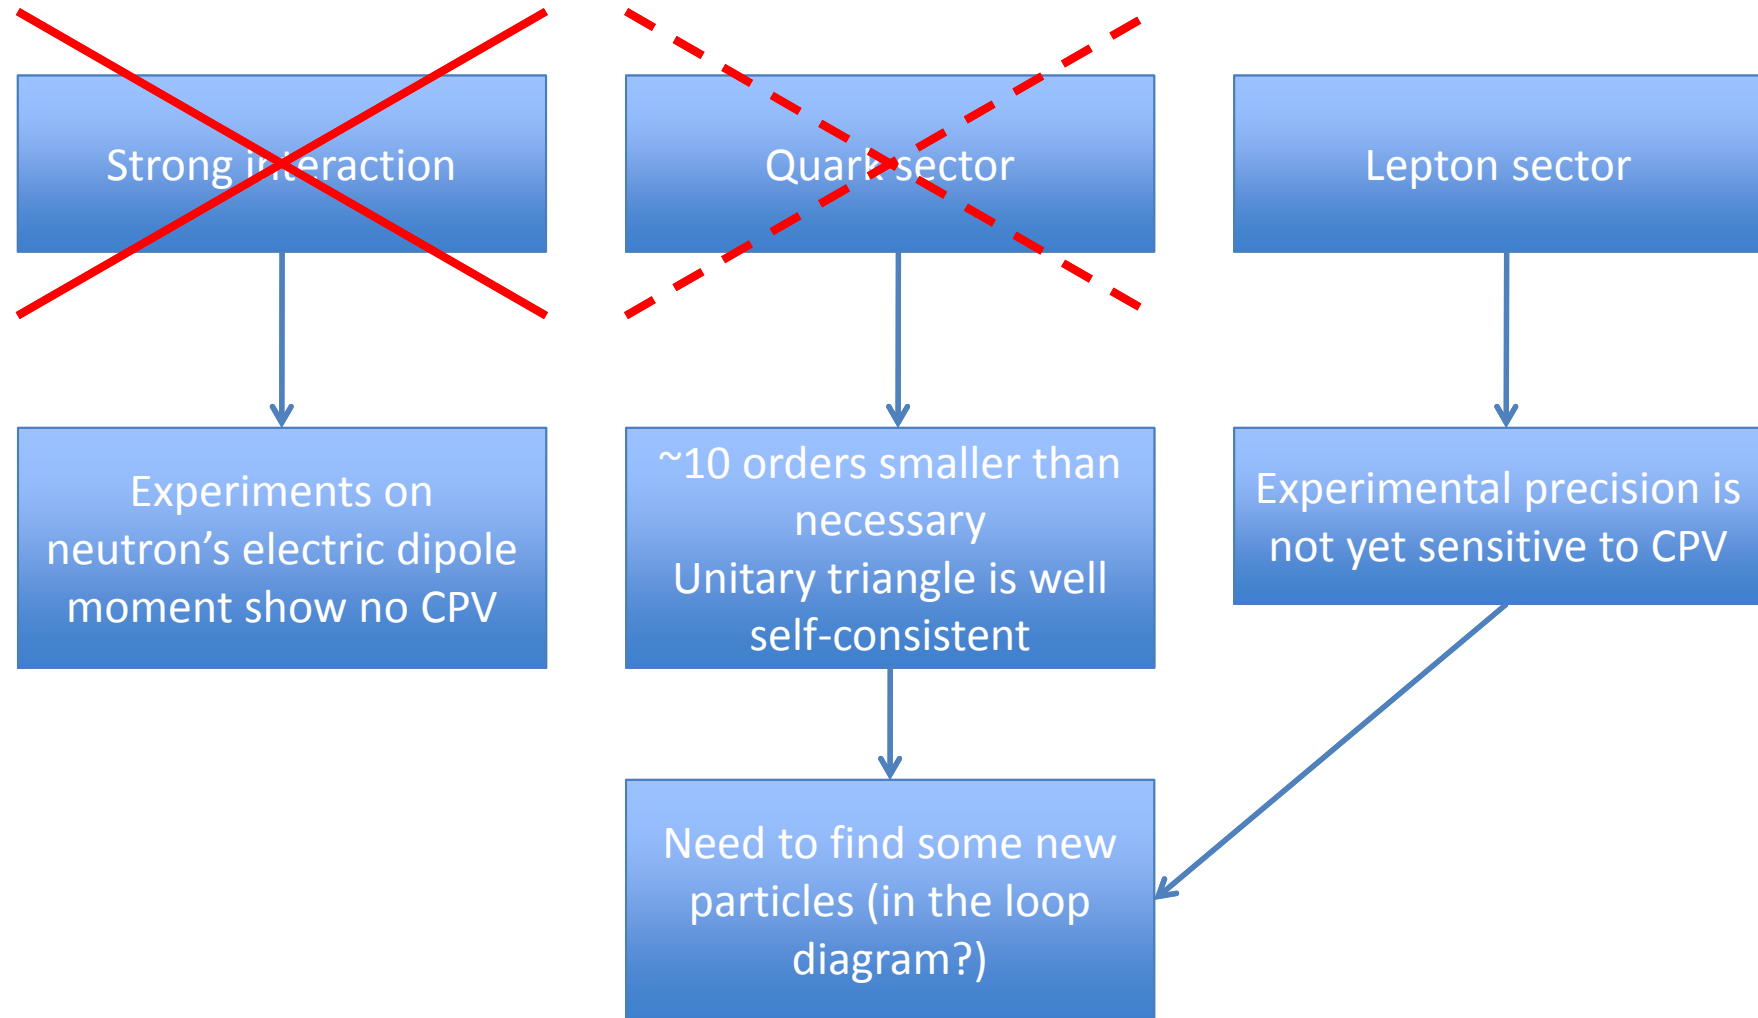 Strong interaction
Quark sector
Lepton sector
Experiments on
neutron’s electric dipole
moment show no CPV
~10 orders smaller than
necessary
Unitary triangle is well
self-consistent
Experimental precision is
not yet sensitive to CPV
Need to find some new
particles (in the loop
diagram?)